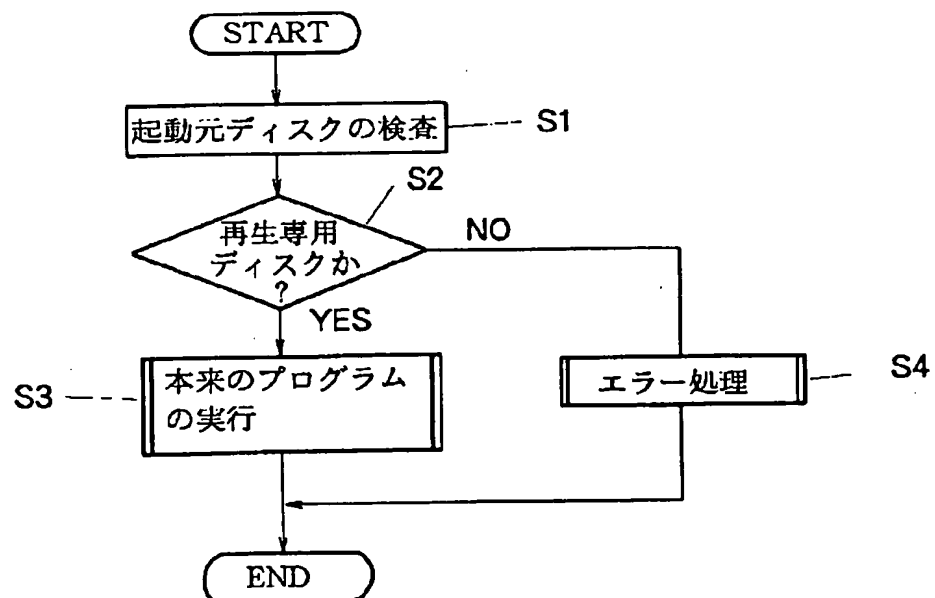 START
起動元ディスクの検査
S1
S2
再生専用
ディスクか
?
NO
YES
S3
本来のプログラム
の実行
エラー処理
S4
END